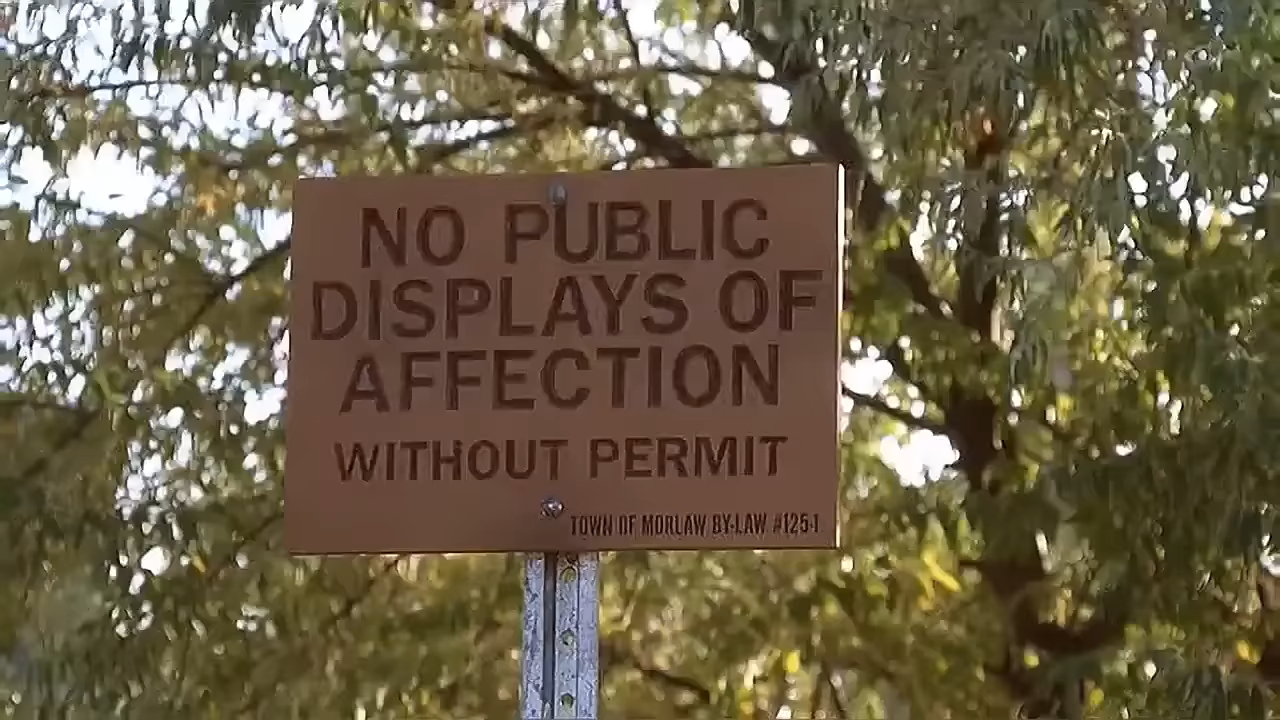 NO PUBLIC
DISPLAYS OF
AFFECTION
WITHOUT PERMIT
TOWN OF MORLAW BY-LAW #125-1